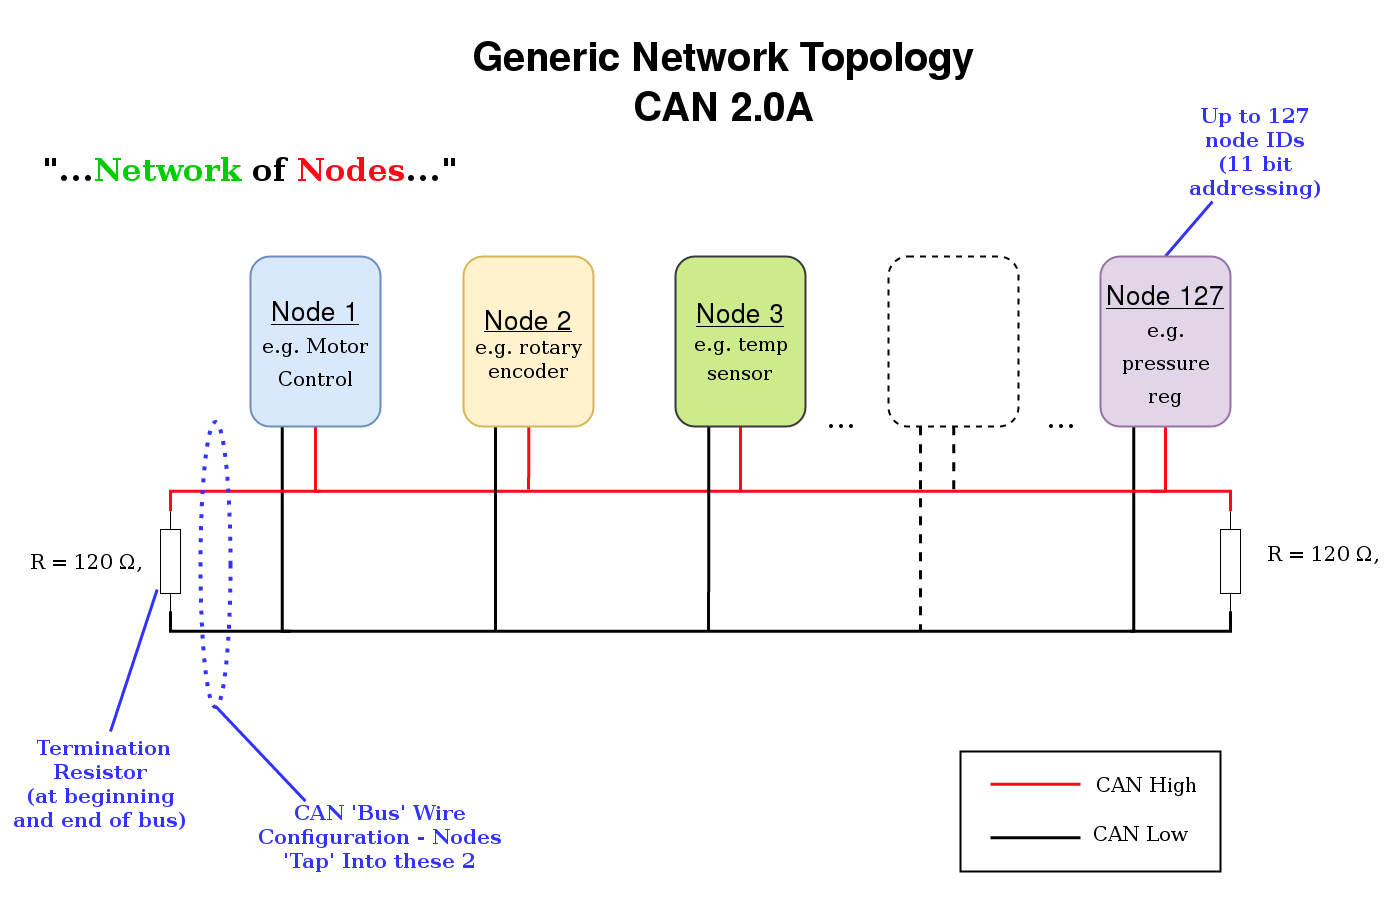 Generic Network Topology
CAN 2.0A
"...Network of Nodes..."
Up to 127
node IDs
(11 bit
addressing)
Node 1
e.g. Motor
Control
Node 2
e.g. rotary
encoder
Node 3
e.g. temp
sensor
...
...
Node 127
e.g.
pressure
reg
R = 120 Ω,
R = 120 Ω,
Termination
Resistor
(at beginning
and end of bus)
CAN 'Bus' Wire
Configuration - Nodes
'Tap' Into these 2
CAN High
CAN Low